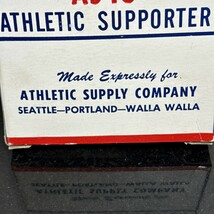 ATHLETIC SUPPORTER
Made Expressly for
ATHLETIC SUPPLY COMPANY
SEATTLE—PORTLAND—WALLA WALLA